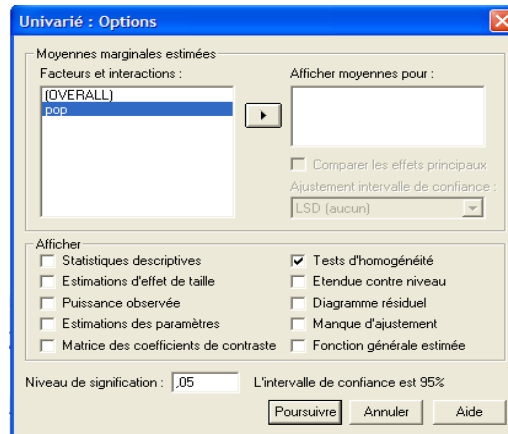 Univarié : Options
Moyennes marginales estimées
Facteurs et interactions :
Afficher moyennes pour :
(OVERALL)
pop
Comparer les effets principaux
Ajustement intervalle de confiance :
LSD (aucun)
Afficher
Statistiques descriptives
Tests d'homogénéité
Estimations d'effet de taille
Etendue contre niveau
Puissance observée
Diagramme résiduel
Estimations des paramètres
Manque d'ajustement
Matrice des coefficients de contraste
Fonction générale estimée
Niveau de signification : ,05 L'intervalle de confiance est 95%
Poursuivre Annuler Aide